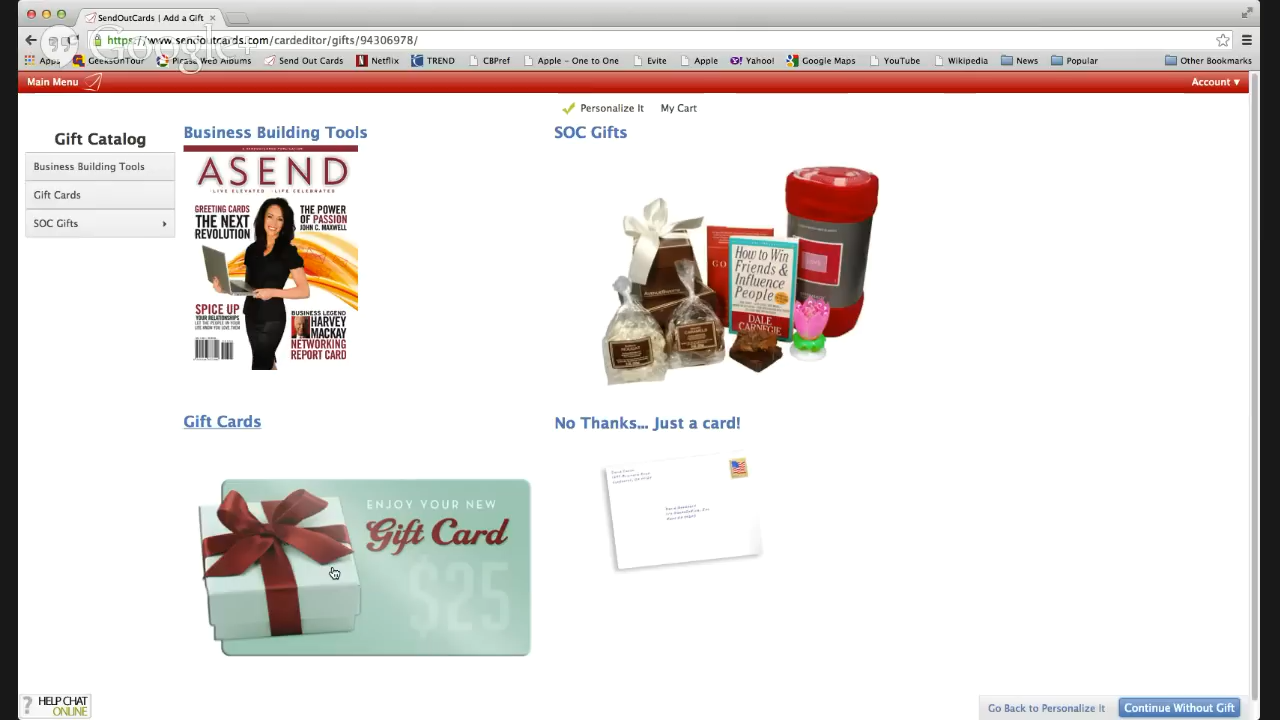 SendOutCards | Add a Gift
https://www.sendoutcards.com/cardeditor/gifts/94306978/
Google+
Apps GeeksOnTour Picasa Web Albums Send Out Cards Netflix TREND CBPref Apple - One to One Evite Apple Yahoo! Google Maps YouTube Wikipedia News Popular Other Bookmarks
Main Menu Account ▼
Personalize It My Cart
Gift Catalog
Business Building Tools
Gift Cards
SOC Gifts
Business Building Tools
ASEND
LIVE ELEVATED LIFE CELEBRATED
GREETING CARDS
THE NEXT
REVOLUTION
THE POWER
OF PASSION
JOHN C. MAXWELL
SPICE UP
YOUR RELATIONSHIPS
BUSINESS LEGEND
HARVEY
MACKAY
NETWORKING
REPORT CARD
SOC Gifts
How to Win
Friends &
Influence
People
DALE
CARNEGIE
Gift Cards
ENJOY YOUR NEW
Gift Card
$25
No Thanks... Just a card!
? HELP CHAT
ONLINE
Go Back to Personalize It Continue Without Gift